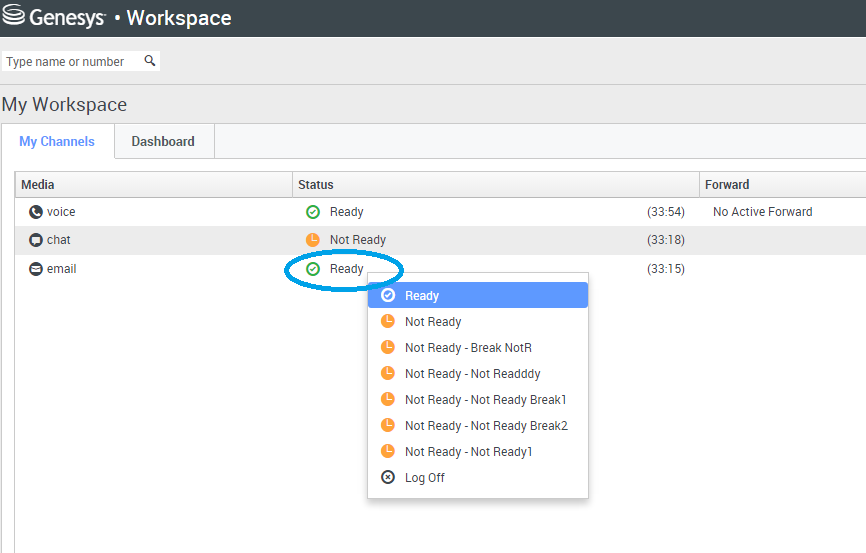 Genesys • Workspace
Type name or number
My Workspace
My Channels Dashboard
Media Status Forward
voice Ready (33:54) No Active Forward
chat Not Ready (33:18)
email Ready (33:15)
Ready
Not Ready
Not Ready - Break NotR
Not Ready - Not Readddy
Not Ready - Not Ready Break1
Not Ready - Not Ready Break2
Not Ready - Not Ready1
Log Off